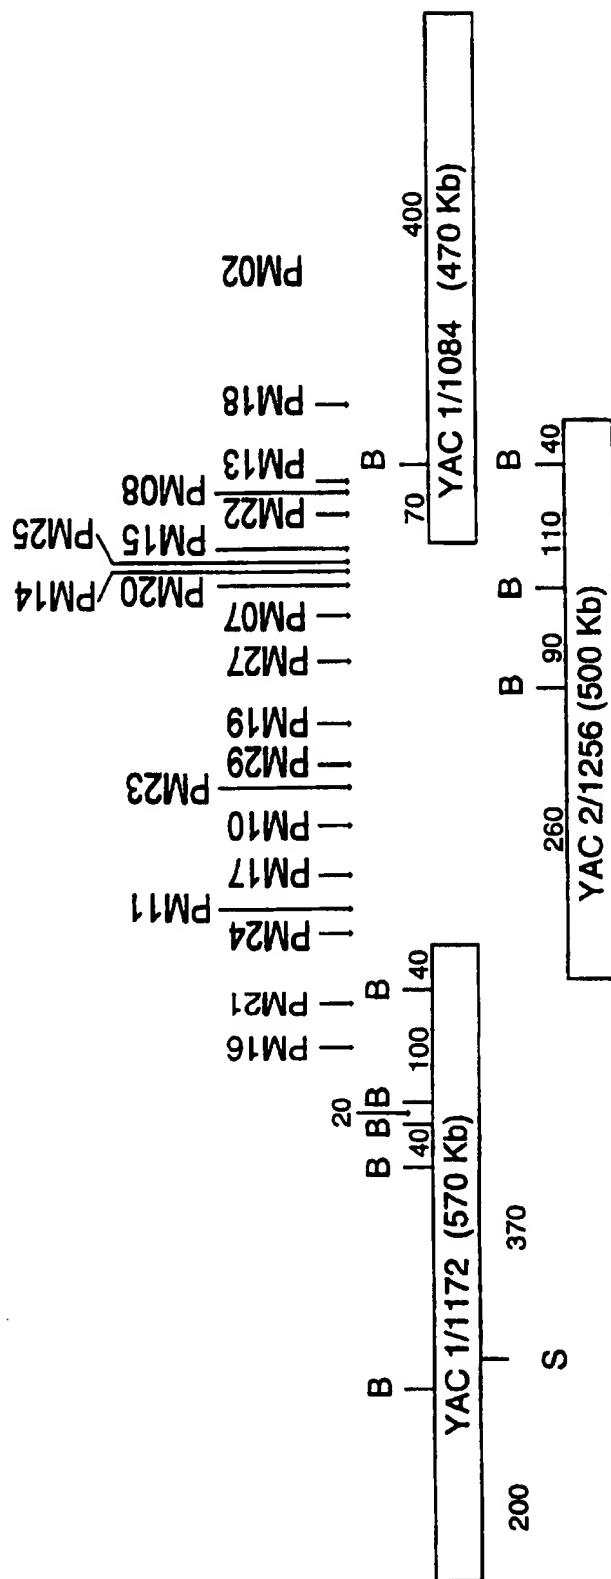 PM02
PM18
PM13
PM08
PM22
PM15
PM25
PM14
PM20
PM07
PM27
PM19
PM29
PM23
PM10
PM17
PM11
PM24
PM21
PM16
B
70
400
YAC 1/1084 (470 Kb)
B
B
B
260
90
110
40
YAC 2/1256 (500 Kb)
B
B
B
B
B
20
40
100
40
YAC 1/1172 (570 Kb)
200
370
S